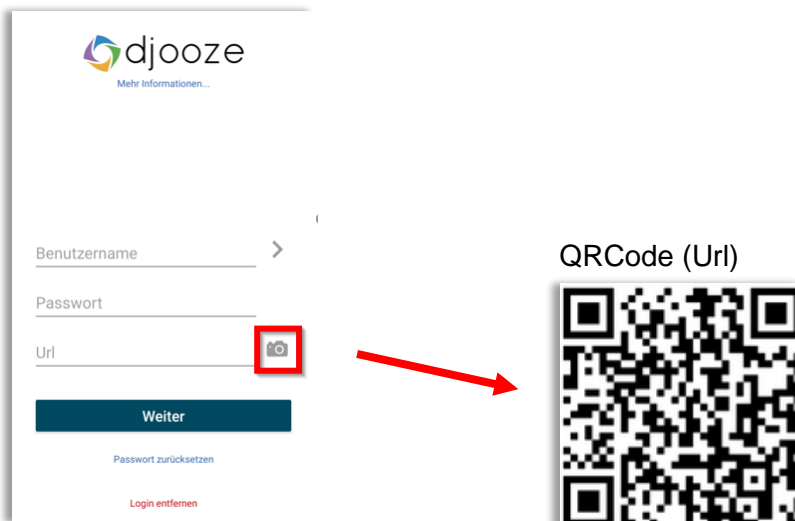 djooze
Mehr Informationen...
Benutzername
Passwort
Url
Weiter
Passwort zurücksetzen
Login entfernen
QRCode (Url)